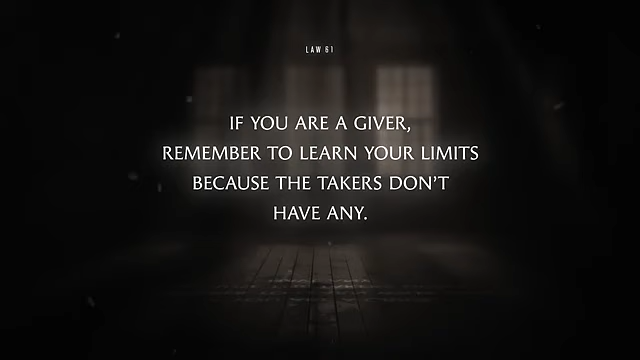 LAW 61
IF YOU ARE A GIVER,
REMEMBER TO LEARN YOUR LIMITS
BECAUSE THE TAKERS DON'T
HAVE ANY.